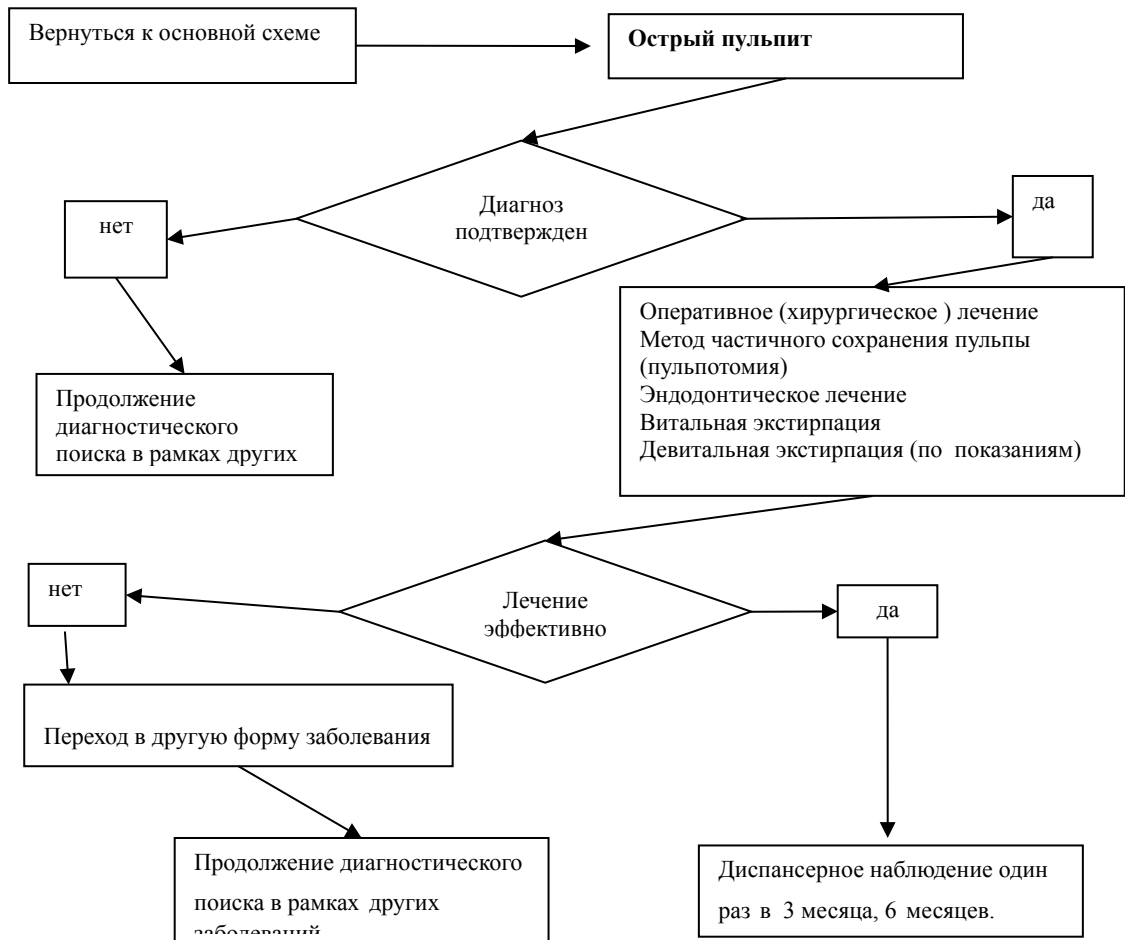 Вернуться к основной схеме
Острый пульпит
Диагноз
подтвержден
нет
да
Оперативное (хирургическое ) лечение
Метод частичного сохранения пульпы
(пульпотомия)
Эндодонтическое лечение
Витальная экстирпация
Девитальная экстирпация (по показаниям)
Продолжение
диагностического
поиска в рамках других
Лечение
эффективно
нет
да
Переход в другую форму заболевания
Продолжение диагностического
поиска в рамках других
заболеваний
Диспансерное наблюдение один
раз в 3 месяца, 6 месяцев.